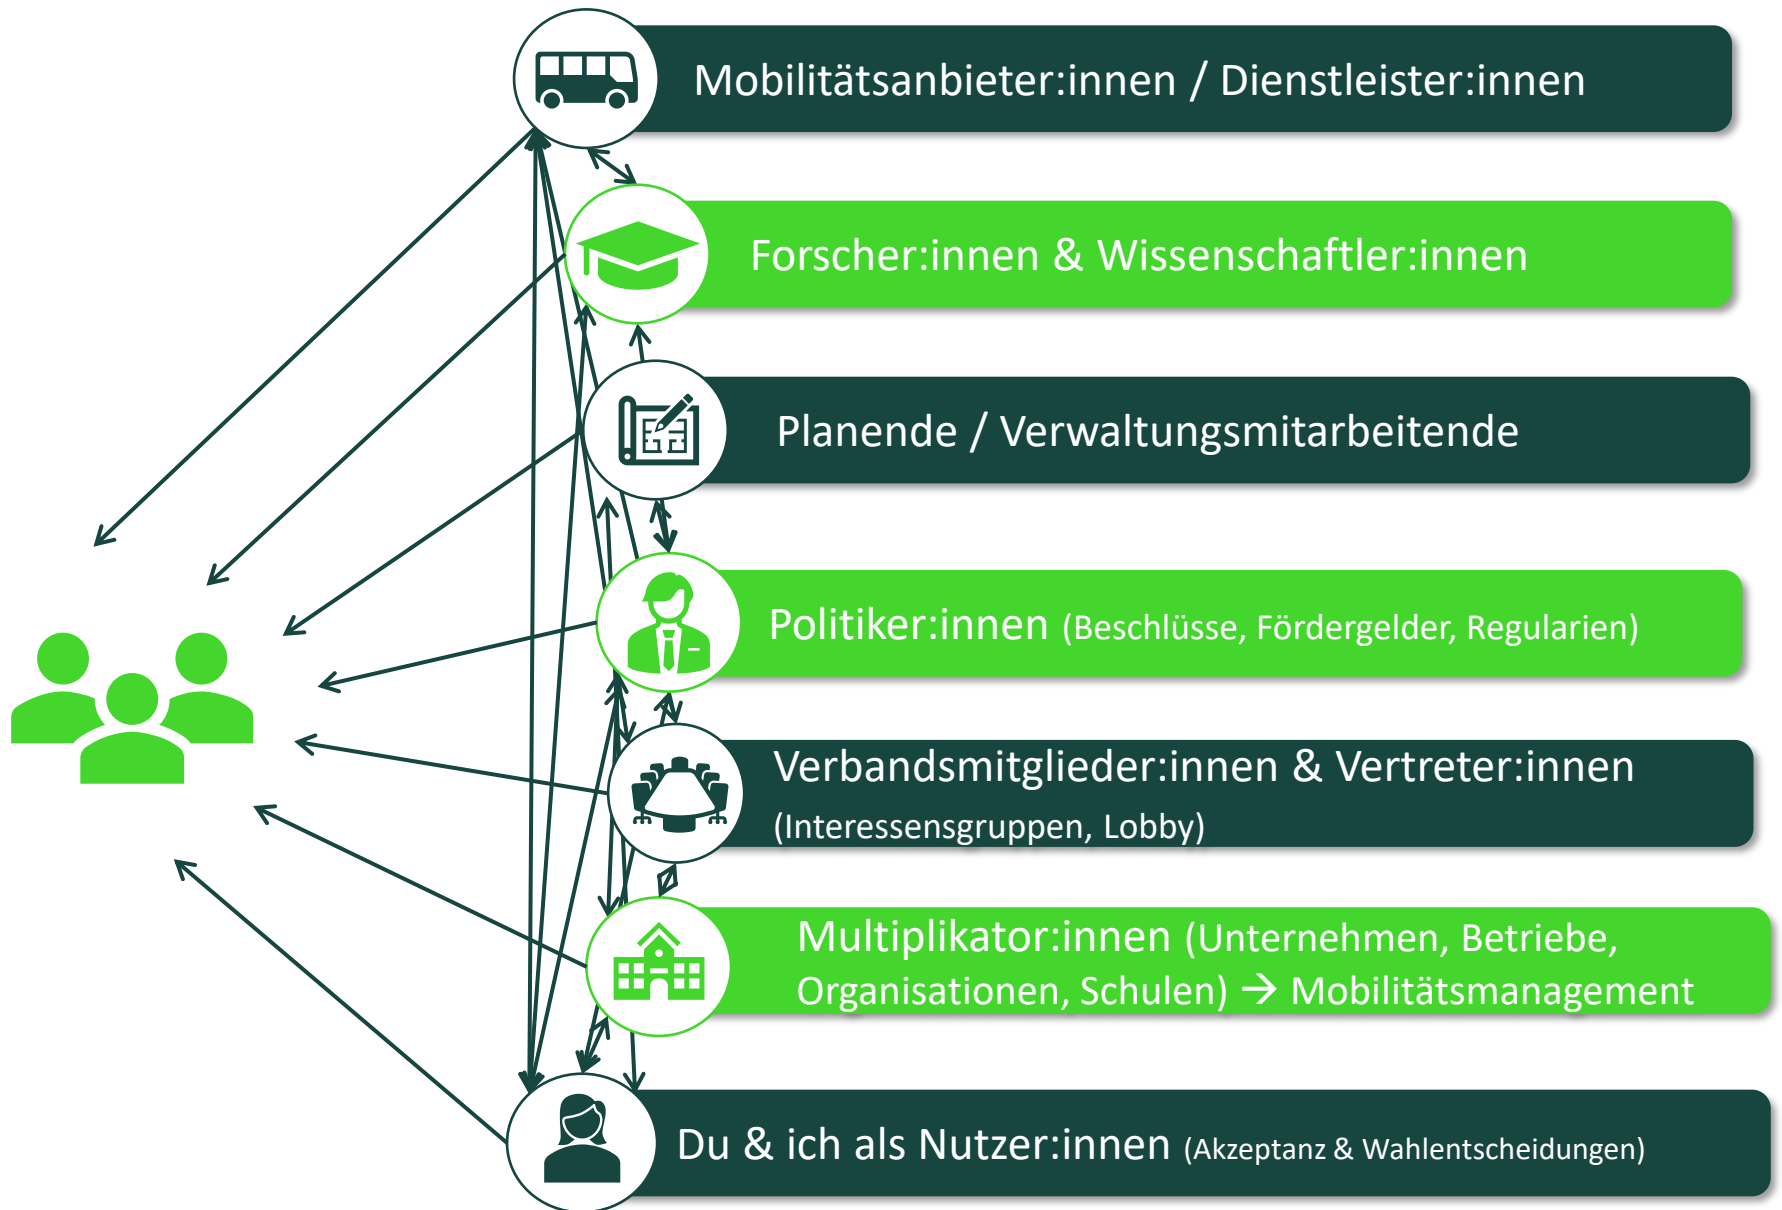 Mobilitätsanbieter:innen / Dienstleister:innen
Forscher:innen & Wissenschaftler:innen
Planende / Verwaltungsmitarbeitende
Politiker:innen (Beschlüsse, Fördergelder, Regularien)
Verbandsmitglieder:innen & Vertreter:innen
(Interessensgruppen, Lobby)
Multiplikator:innen (Unternehmen, Betriebe,
Organisationen, Schulen) → Mobilitätsmanagement
Du & ich als Nutzer:innen (Akzeptanz & Wahlentscheidungen)